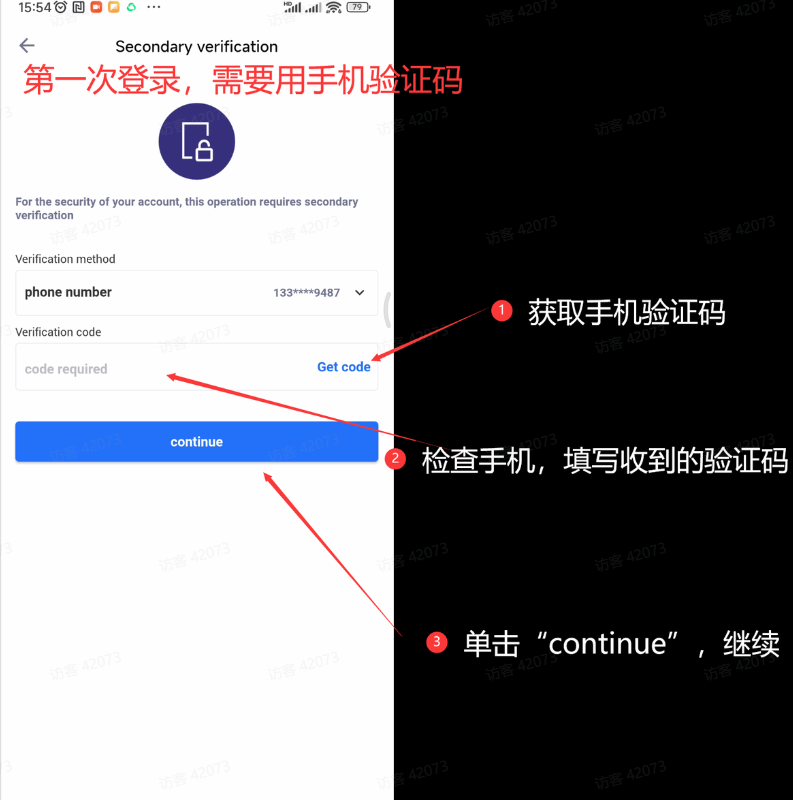 15:54 HD 79
Secondary verification
第一次登录，需要用手机验证码
For the security of your account, this operation requires secondary
verification
Verification method
phone number 133****9487
1 获取手机验证码
Verification code
code required Get code
continue
2 检查手机，填写收到的验证码
3 单击“continue”，继续
访客 42073